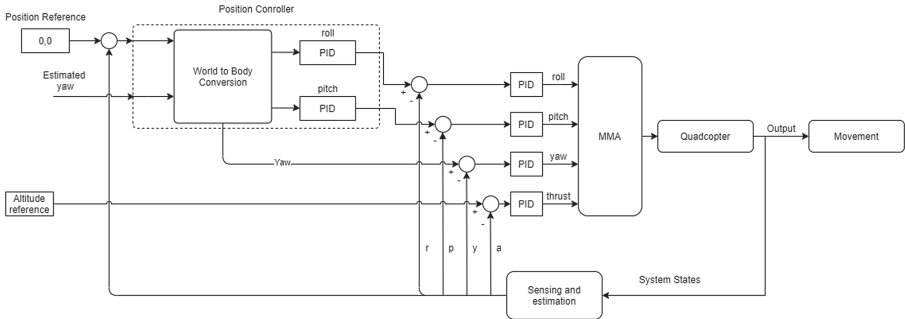 Position Conroller
Position Reference
0,0
Estimated
yaw
World to Body
Conversion
roll
PID
pitch
PID
Yaw
Altitude
reference
+
-
+
-
+
-
+
-
PID
roll
PID
pitch
PID
yaw
PID
thrust
MMA
Quadcopter
Output
Movement
r
p
y
a
System States
Sensing and
estimation